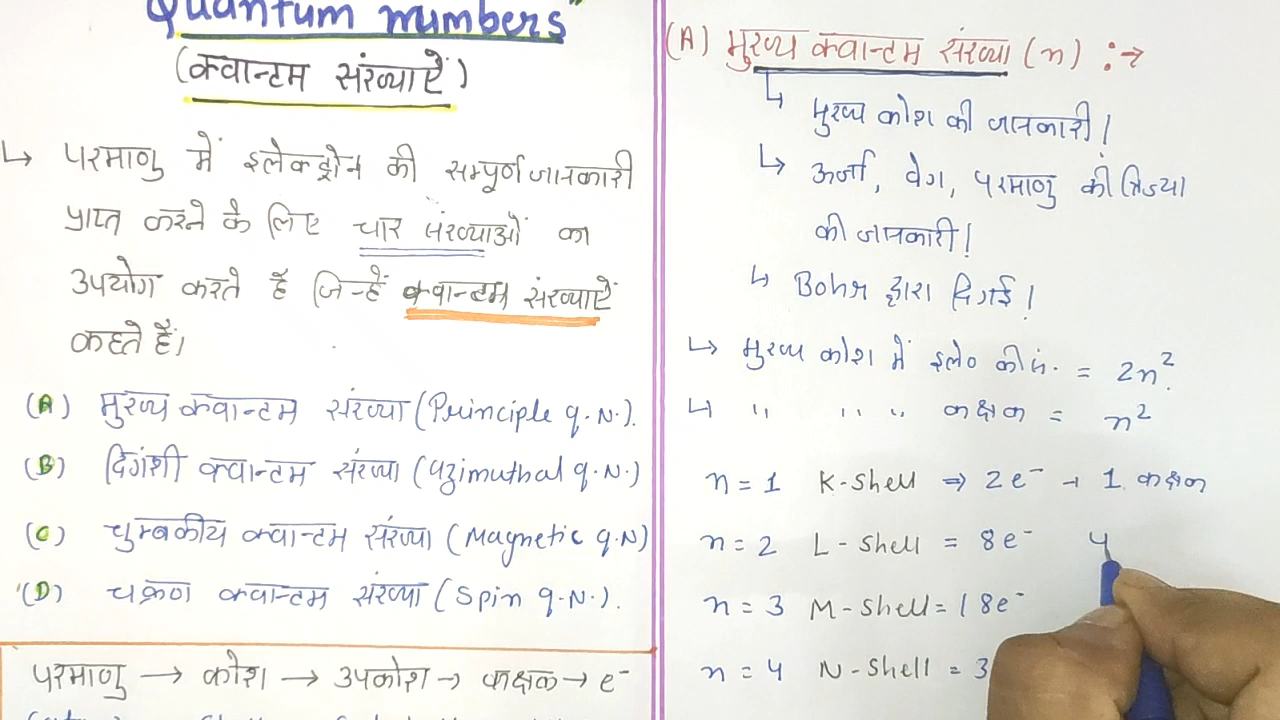 Quantum numbers"
(क्वान्टम संख्याऐं)
↳ परमाणु में इलेक्ट्रोन की सम्पूर्ण जानकारी
प्राप्त करने के लिए चार संख्याओं का
उपयोग करते हैं जिन्हें क्वान्टम संख्याऐं
कहते हैं।
(A) मुख्य क्वान्टम संख्या (Principle q.N.).
(B) दिगंशी क्वान्टम संख्या (Azimuthal q.N.)
(C) चुम्बकीय क्वान्टम संख्या (Magnetic q.N)
(D) चक्रण क्वान्टम संख्या (Spin q.N.).
परमाणु → कोश → उपकोश → कक्षक → e⁻
(A) मुख्य क्वान्टम संख्या (n) :→
↳ मुख्य कोश की जानकारी!
↳ ऊर्जा, वेग, परमाणु की त्रिज्या
की जानकारी!
↳ Bohr द्वारा दी गई!
↳ मुख्य कोश में इले० की सं. = 2n².
↳ " " " कक्षक = n²
n = 1 K-shell ⇒ 2e⁻ → 1 कक्षक
n = 2 L-shell = 8e⁻ 4
n = 3 M-shell = 18e⁻
n = 4 N-shell = 3